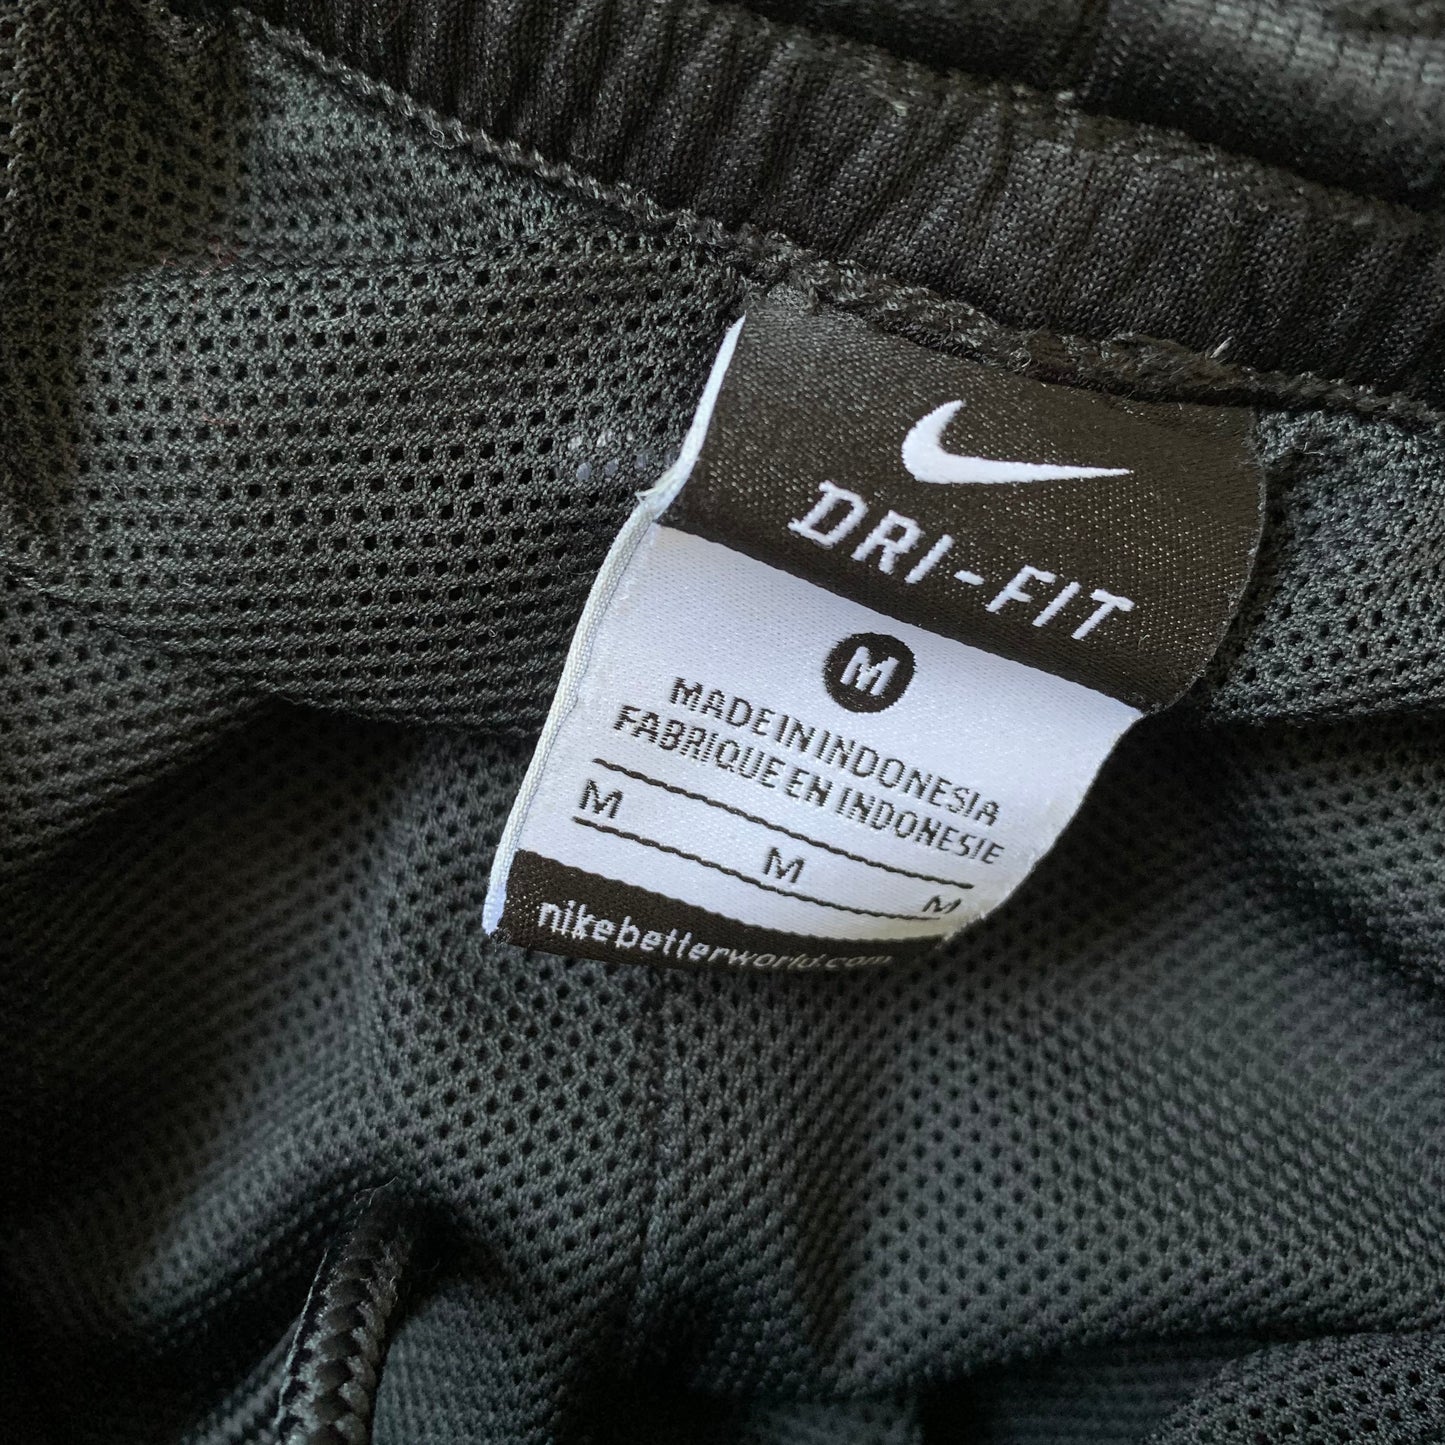 DRI-FIT
M
MADE IN INDONESIA
FABRIQUE EN INDONESIE
M M M
nikebetterworld.com